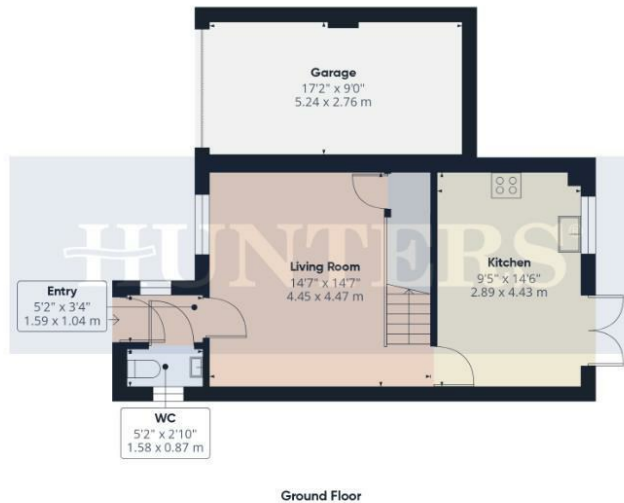 Garage
17'2" x 9'0"
5.24 x 2.76 m
HUNTERS
Living Room
14'7" x 14'7"
4.45 x 4.47 m
Kitchen
9'5" x 14'6"
2.89 x 4.43 m
Entry
5'2" x 3'4"
1.59 x 1.04 m
WC
5'2" x 2'10"
1.58 x 0.87 m
Ground Floor